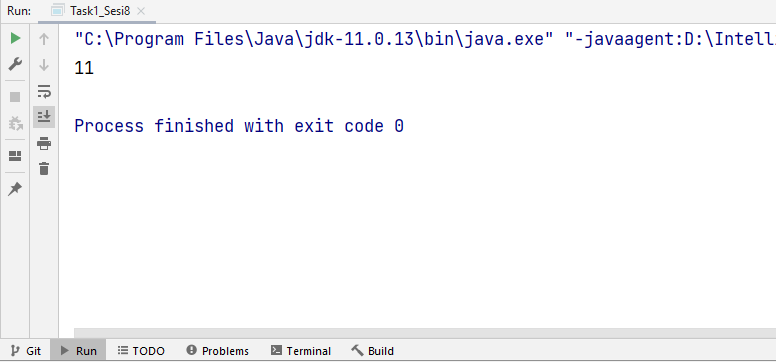 Run: Task1_Sesi8
"C:\Program Files\Java\jdk-11.0.13\bin\java.exe" "-javaagent:D:\Intell
11
Process finished with exit code 0
Git Run TODO Problems Terminal Build